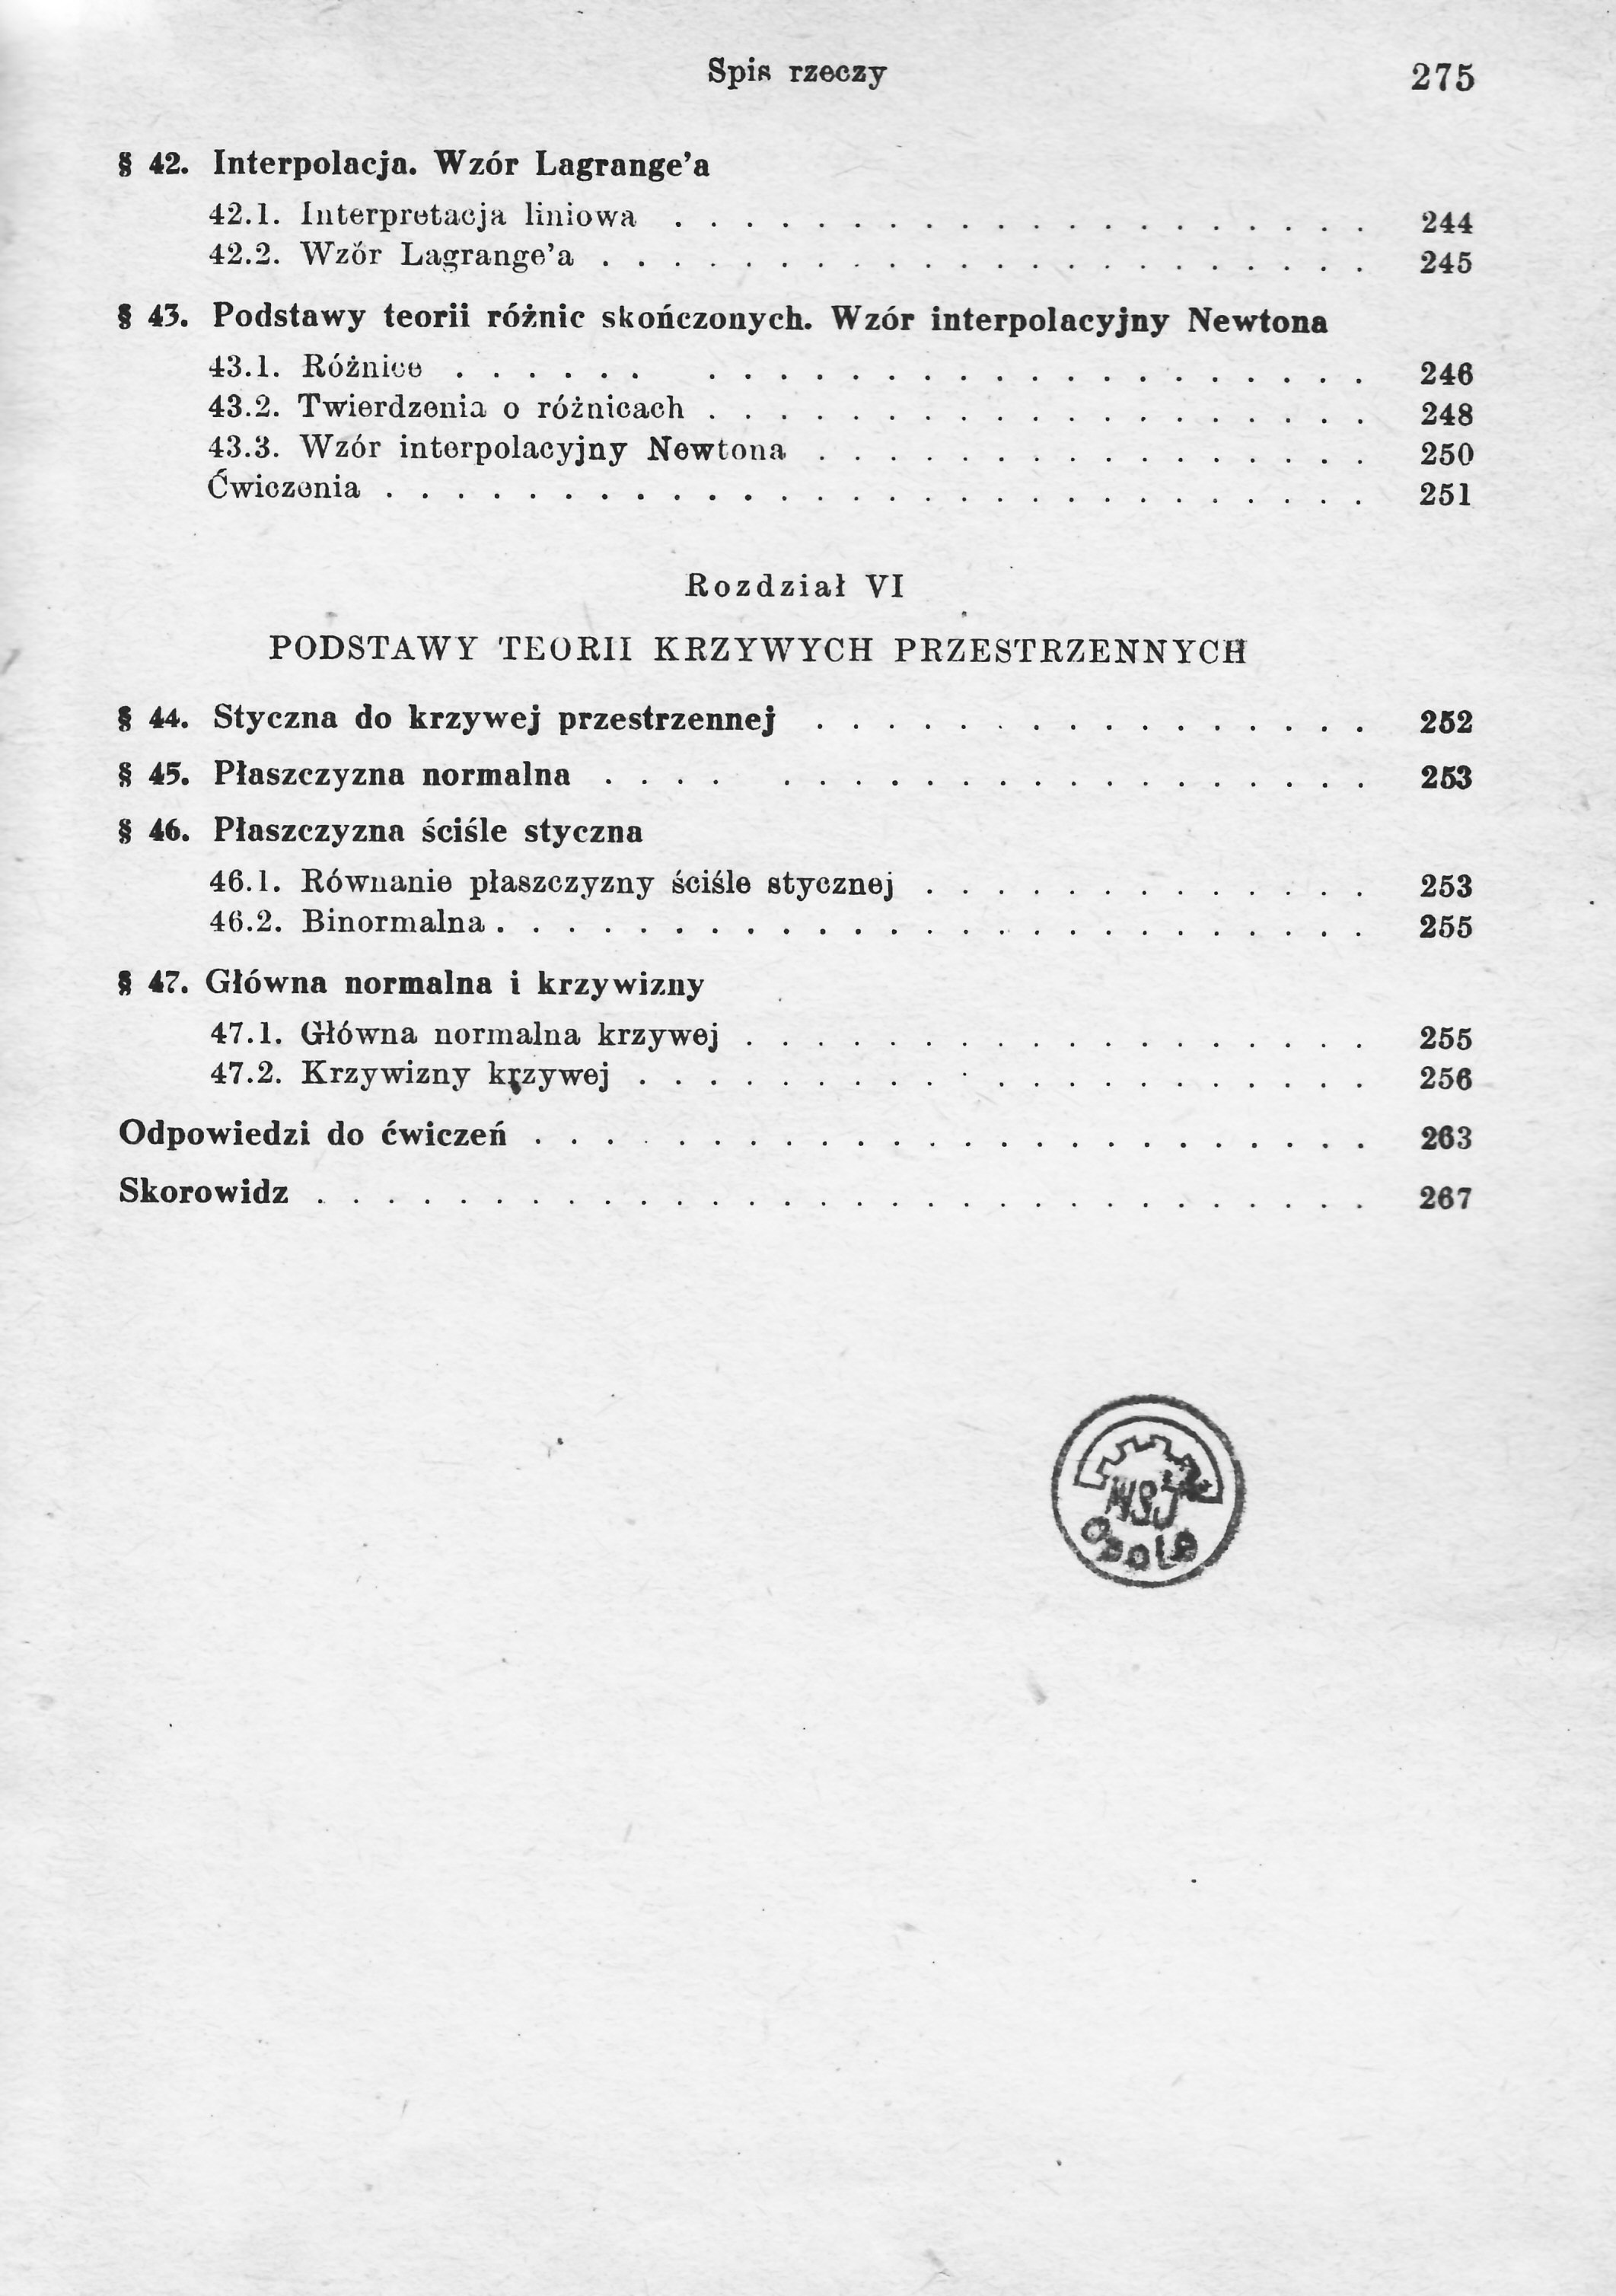 Spis rzeczy 275
§ 42. Interpolacja. Wzór Lagrange’a
42.1. Interpretacja liniowa . . . . . . . . . . . . . . . . . . . . 244
42.2. Wzór Lagrange’a . . . . . . . . . . . . . . . . . . . . . . 245
§ 43. Podstawy teorii różnic skończonych. Wzór interpolacyjny Newtona
43.1. Różnice . . . . . . . . . . . . . . . . . . . . . . . . . 246
43.2. Twierdzenia o różnicach . . . . . . . . . . . . . . . . . . . 248
43.3. Wzór interpolacyjny Newtona . . . . . . . . . . . . . . . . 250
Ćwiczenia . . . . . . . . . . . . . . . . . . . . . . . . . . . . 251
Rozdział VI
PODSTAWY TEORII KRZYWYCH PRZESTRZENNYCH
§ 44. Styczna do krzywej przestrzennej . . . . . . . . . . . . . . . . 252
§ 45. Płaszczyzna normalna . . . . . . . . . . . . . . . . . . . . . 253
§ 46. Płaszczyzna ściśle styczna
46.1. Równanie płaszczyzny ściśle stycznej . . . . . . . . . . . . . 253
46.2. Binormalna . . . . . . . . . . . . . . . . . . . . . . . . . 255
§ 47. Główna normalna i krzywizny
47.1. Główna normalna krzywej . . . . . . . . . . . . . . . . . . 255
47.2. Krzywizny krzywej . . . . . . . . . . . . . . . . . . . . . 256
Odpowiedzi do ćwiczeń . . . . . . . . . . . . . . . . . . . . . . . . 263
Skorowidz . . . . . . . . . . . . . . . . . . . . . . . . . . . . . . 267
Opole